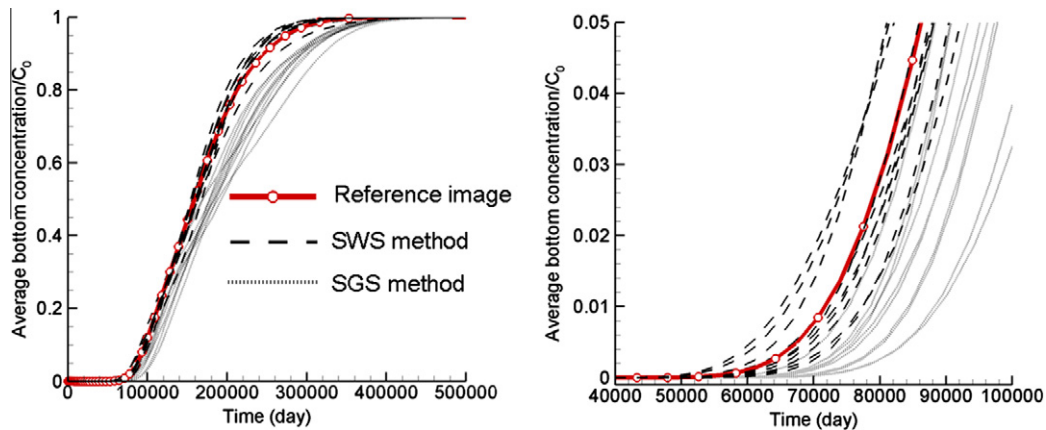 Average bottom concentration/C₀
1
0.8
0.6
0.4
0.2
0
0 100000 200000 300000 400000 500000
Time (day)
Reference image
SWS method
SGS method
Average bottom concentration/C₀
0.05
0.04
0.03
0.02
0.01
0
40000 50000 60000 70000 80000 90000 100000
Time (day)